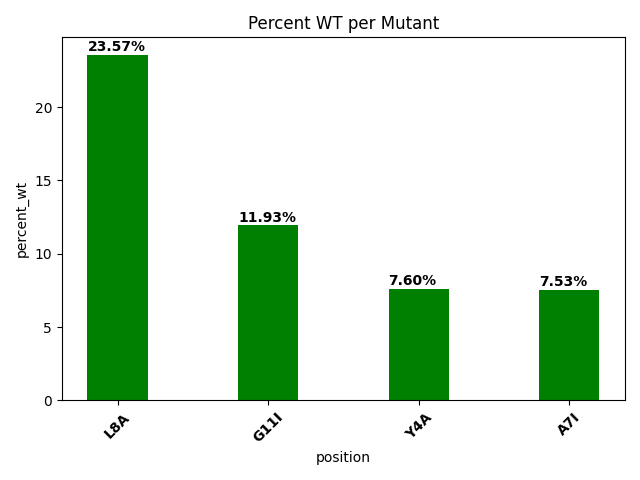 Percent WT per Mutant
23.57%
11.93%
7.60%
7.53%
percent_wt
20
15
10
5
0
L8A
G11I
Y4A
A7I
position